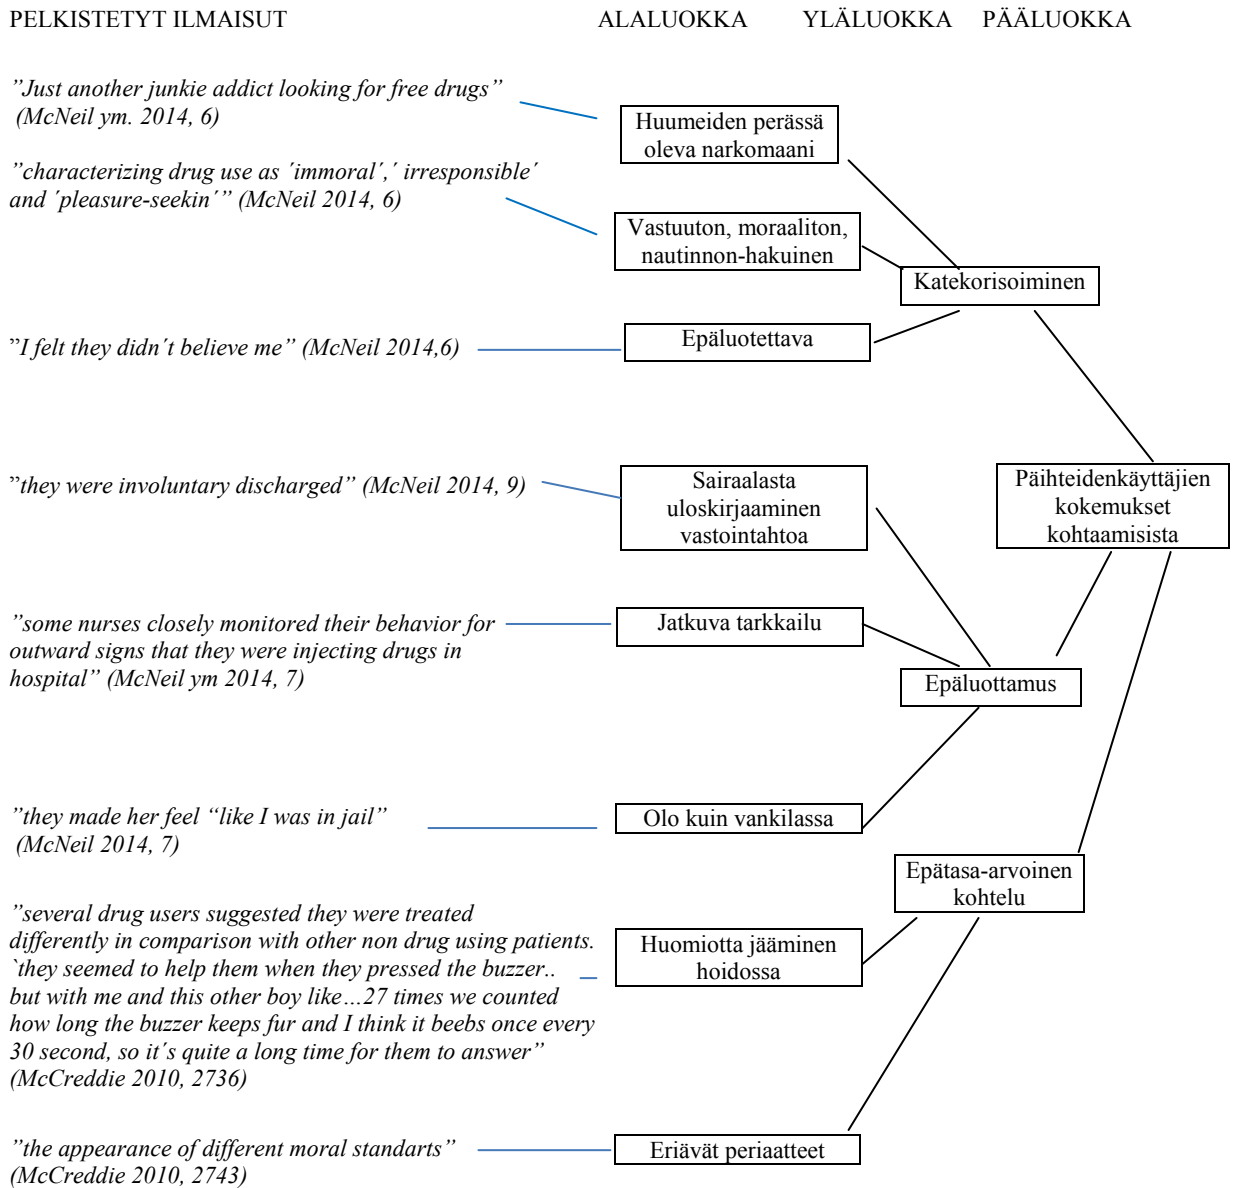 PELKISTETYT ILMAISUT ALALUOKKA YLÄLUOKKA PÄÄLUOKKA
”Just another junkie addict looking for free drugs”
(McNeil ym. 2014, 6)
Huumeiden perässä
oleva narkomaani
”characterizing drug use as ´immoral´,´ irresponsible´
and ´pleasure-seekin´” (McNeil 2014, 6)
Vastuuton, moraaliton,
nautinnon-hakuinen
Katekorisoiminen
”I felt they didn´t believe me” (McNeil 2014,6)
Epäluotettava
”they were involuntary discharged” (McNeil 2014, 9)
Sairaalasta
uloskirjaaminen
vastointahtoa
Päihteidenkäyttäjien
kokemukset
kohtaamisista
”some nurses closely monitored their behavior for
outward signs that they were injecting drugs in
hospital” (McNeil ym 2014, 7)
Jatkuva tarkkailu
Epäluottamus
”they made her feel “like I was in jail”
(McNeil 2014, 7)
Olo kuin vankilassa
Epätasa-arvoinen
kohtelu
”several drug users suggested they were treated
differently in comparison with other non drug using patients.
`they seemed to help them when they pressed the buzzer..
but with me and this other boy like…27 times we counted
how long the buzzer keeps fur and I think it beebs once every
30 second, so it´s quite a long time for them to answer”
(McCreddie 2010, 2736)
Huomiotta jääminen
hoidossa
”the appearance of different moral standarts”
(McCreddie 2010, 2743)
Eriävät periaatteet